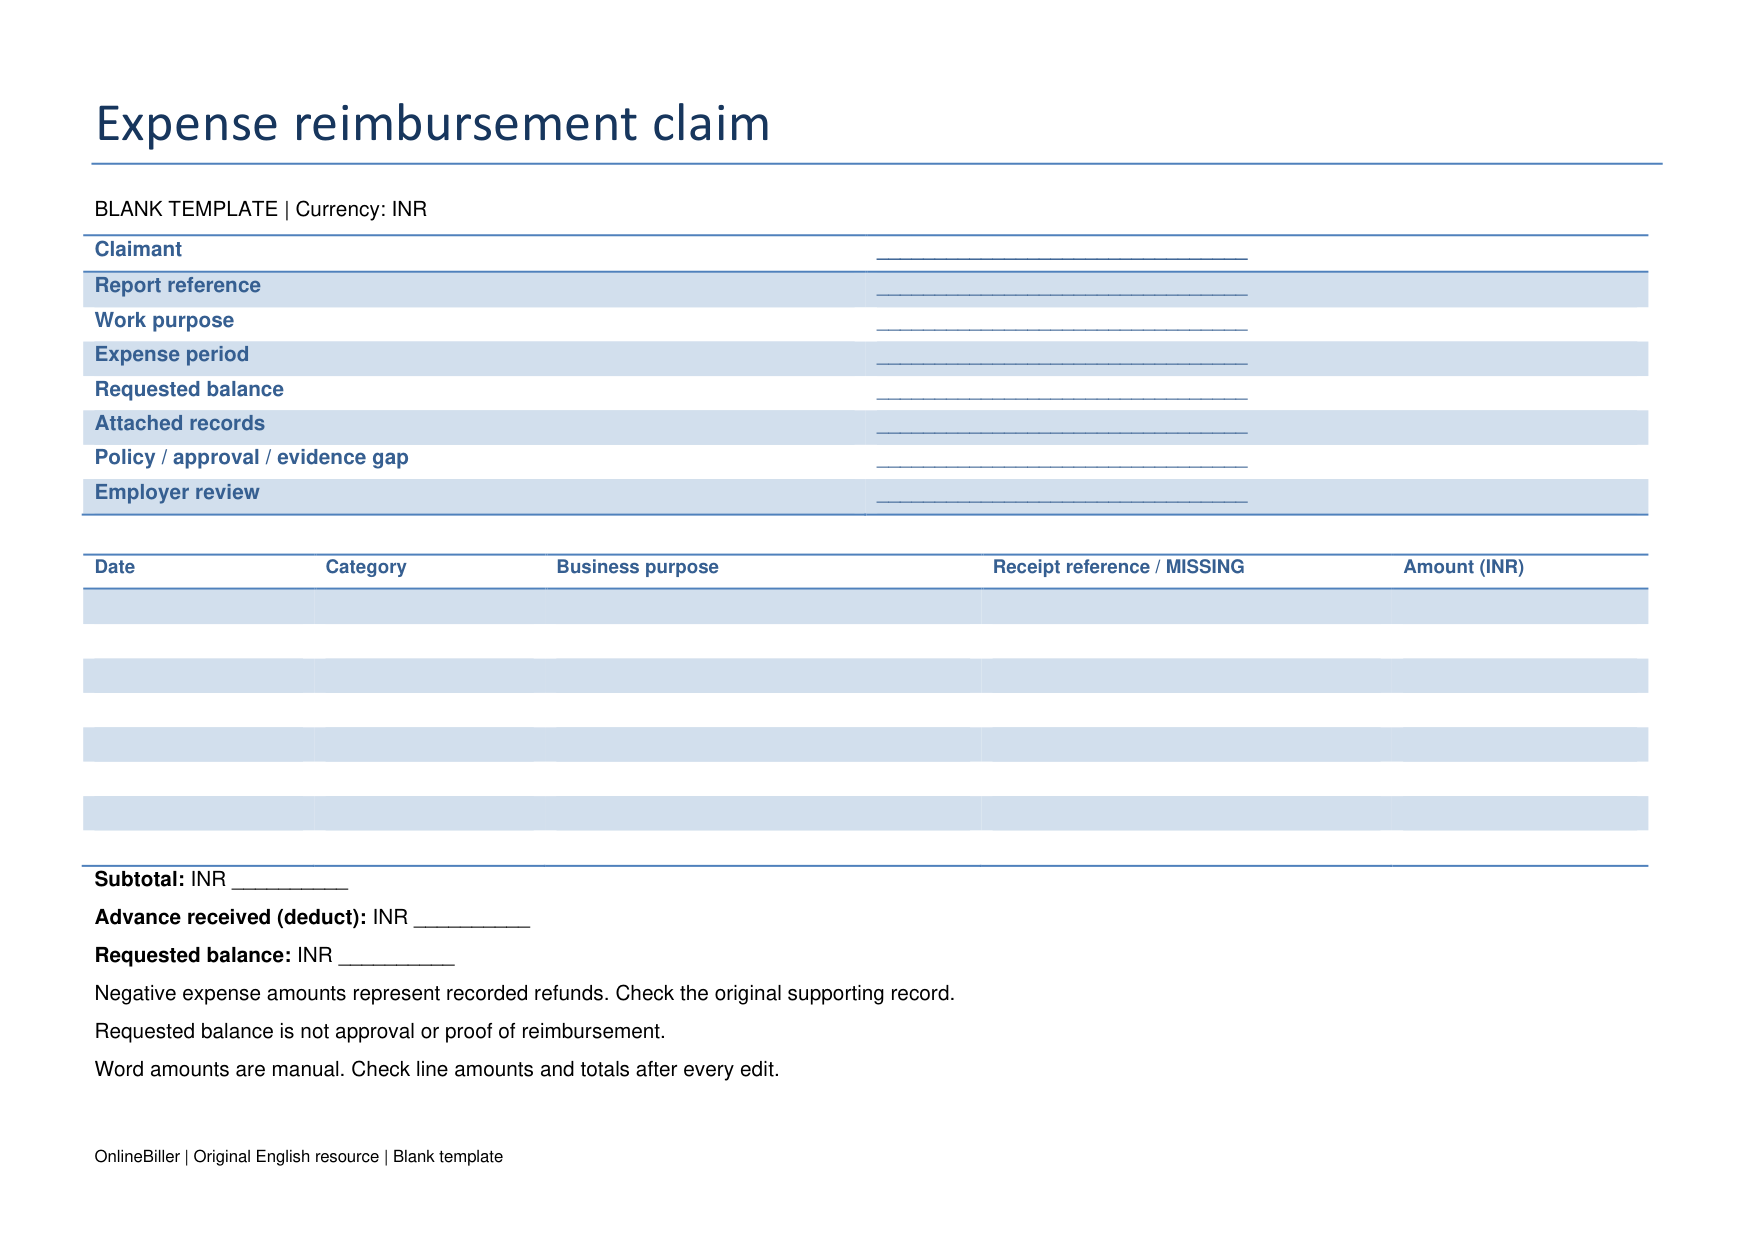 Expense reimbursement claim
BLANK TEMPLATE | Currency: INR
Claimant ________________________________
Report reference ________________________________
Work purpose ________________________________
Expense period ________________________________
Requested balance ________________________________
Attached records ________________________________
Policy / approval / evidence gap ________________________________
Employer review ________________________________
Date Category Business purpose Receipt reference / MISSING Amount (INR)
Subtotal: INR __________
Advance received (deduct): INR __________
Requested balance: INR __________
Negative expense amounts represent recorded refunds. Check the original supporting record.
Requested balance is not approval or proof of reimbursement.
Word amounts are manual. Check line amounts and totals after every edit.
OnlineBiller | Original English resource | Blank template